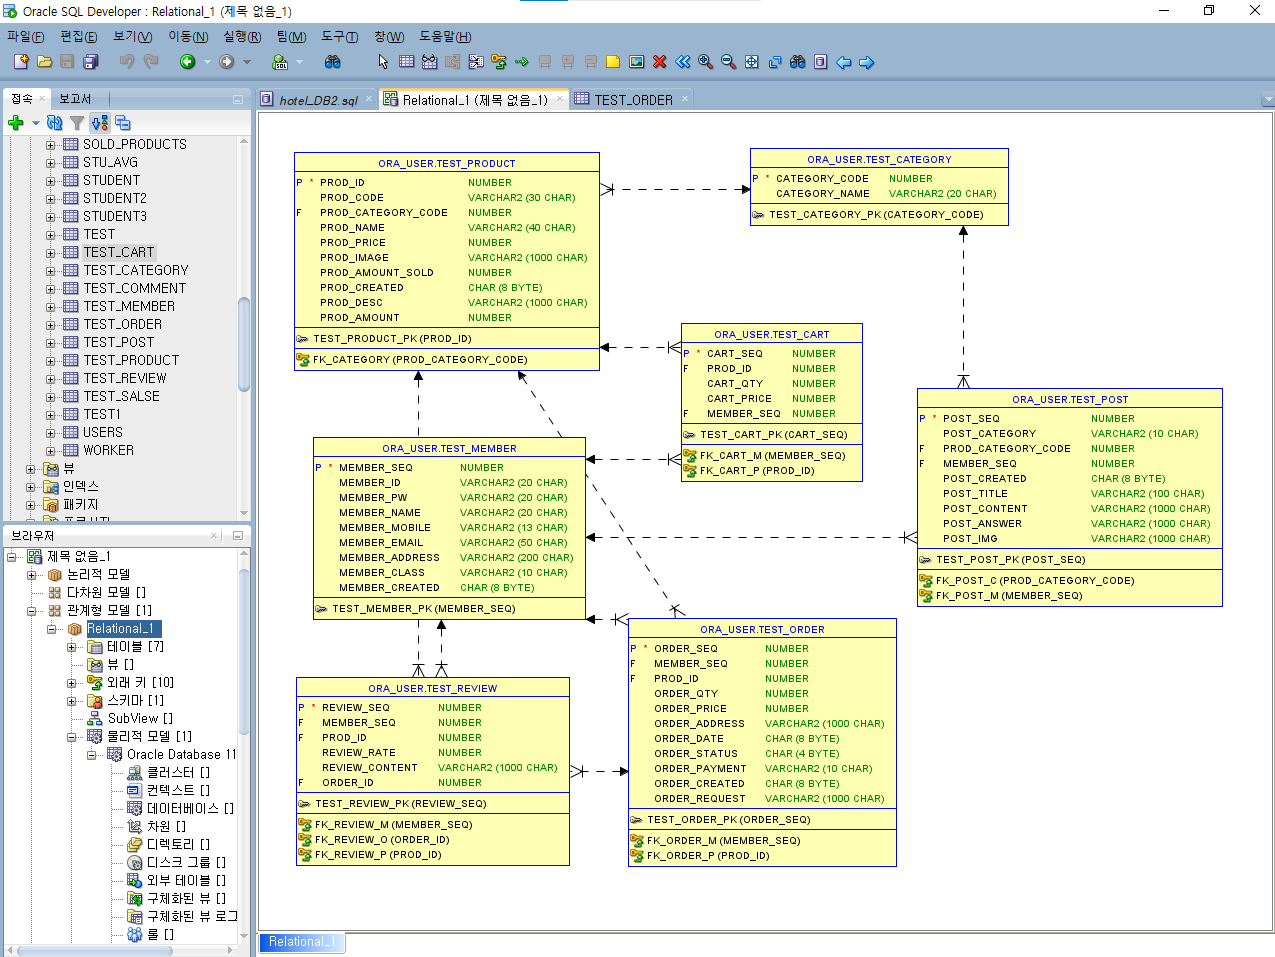 Oracle SQL Developer : Relational_1 (제목 없음_1)
파일(F) 편집(E) 보기(V) 이동(N) 실행(R) 팀(M) 도구(T) 창(W) 도움말(H)
접속 보고서
hotel_DB2.sql Relational_1 (제목 없음_1) TEST_ORDER
SOLD_PRODUCTS
STU_AVG
STUDENT
STUDENT2
STUDENT3
TEST
TEST_CART
TEST_CATEGORY
TEST_COMMENT
TEST_MEMBER
TEST_ORDER
TEST_POST
TEST_PRODUCT
TEST_REVIEW
TEST_SALSE
TEST1
USERS
WORKER
뷰
인덱스
패키지
브라우저
제목 없음_1
논리적 모델
다차원 모델 []
관계형 모델 [1]
Relational_1
테이블 [7]
뷰 []
외래 키 [10]
스키마 [1]
SubView []
물리적 모델 [1]
Oracle Database 11
클러스터 []
컨텍스트 []
데이터베이스 []
차원 []
디렉토리 []
디스크 그룹 []
외부 테이블 []
구체화된 뷰 []
구체화된 뷰 로그
롤 []
ORA_USER.TEST_PRODUCT
P * PROD_ID NUMBER
PROD_CODE VARCHAR2 (30 CHAR)
F PROD_CATEGORY_CODE NUMBER
PROD_NAME VARCHAR2 (40 CHAR)
PROD_PRICE NUMBER
PROD_IMAGE VARCHAR2 (1000 CHAR)
PROD_AMOUNT_SOLD NUMBER
PROD_CREATED CHAR (8 BYTE)
PROD_DESC VARCHAR2 (1000 CHAR)
PROD_AMOUNT NUMBER
TEST_PRODUCT_PK (PROD_ID)
FK_CATEGORY (PROD_CATEGORY_CODE)
ORA_USER.TEST_CATEGORY
P * CATEGORY_CODE NUMBER
CATEGORY_NAME VARCHAR2 (20 CHAR)
TEST_CATEGORY_PK (CATEGORY_CODE)
ORA_USER.TEST_CART
P * CART_SEQ NUMBER
F PROD_ID NUMBER
CART_QTY NUMBER
CART_PRICE NUMBER
F MEMBER_SEQ NUMBER
TEST_CART_PK (CART_SEQ)
FK_CART_M (MEMBER_SEQ)
FK_CART_P (PROD_ID)
ORA_USER.TEST_POST
P * POST_SEQ NUMBER
POST_CATEGORY VARCHAR2 (10 CHAR)
F PROD_CATEGORY_CODE NUMBER
F MEMBER_SEQ NUMBER
POST_CREATED CHAR (8 BYTE)
POST_TITLE VARCHAR2 (100 CHAR)
POST_CONTENT VARCHAR2 (1000 CHAR)
POST_ANSWER VARCHAR2 (1000 CHAR)
POST_IMG VARCHAR2 (1000 CHAR)
TEST_POST_PK (POST_SEQ)
FK_POST_C (PROD_CATEGORY_CODE)
FK_POST_M (MEMBER_SEQ)
ORA_USER.TEST_MEMBER
P * MEMBER_SEQ NUMBER
MEMBER_ID VARCHAR2 (20 CHAR)
MEMBER_PW VARCHAR2 (20 CHAR)
MEMBER_NAME VARCHAR2 (20 CHAR)
MEMBER_MOBILE VARCHAR2 (13 CHAR)
MEMBER_EMAIL VARCHAR2 (50 CHAR)
MEMBER_ADDRESS VARCHAR2 (200 CHAR)
MEMBER_CLASS VARCHAR2 (10 CHAR)
MEMBER_CREATED CHAR (8 BYTE)
TEST_MEMBER_PK (MEMBER_SEQ)
ORA_USER.TEST_ORDER
P * ORDER_SEQ NUMBER
F MEMBER_SEQ NUMBER
F PROD_ID NUMBER
ORDER_QTY NUMBER
ORDER_PRICE NUMBER
ORDER_ADDRESS VARCHAR2 (1000 CHAR)
ORDER_DATE CHAR (8 BYTE)
ORDER_STATUS CHAR (4 BYTE)
ORDER_PAYMENT VARCHAR2 (10 CHAR)
ORDER_CREATED CHAR (8 BYTE)
ORDER_REQUEST VARCHAR2 (1000 CHAR)
TEST_ORDER_PK (ORDER_SEQ)
FK_ORDER_M (MEMBER_SEQ)
FK_ORDER_P (PROD_ID)
ORA_USER.TEST_REVIEW
P * REVIEW_SEQ NUMBER
F MEMBER_SEQ NUMBER
F PROD_ID NUMBER
REVIEW_RATE NUMBER
REVIEW_CONTENT VARCHAR2 (1000 CHAR)
F ORDER_ID NUMBER
TEST_REVIEW_PK (REVIEW_SEQ)
FK_REVIEW_M (MEMBER_SEQ)
FK_REVIEW_O (ORDER_ID)
FK_REVIEW_P (PROD_ID)
Relational_1